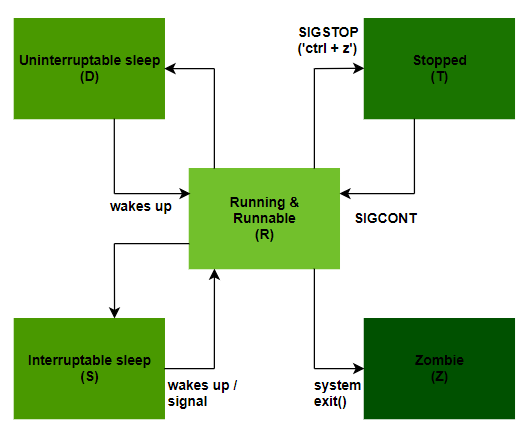 Uninterruptable sleep
(D)
SIGSTOP
('ctrl + z')
Stopped
(T)
wakes up
Running &
Runnable
(R)
SIGCONT
Interruptable sleep
(S)
wakes up /
signal
system
exit()
Zombie
(Z)